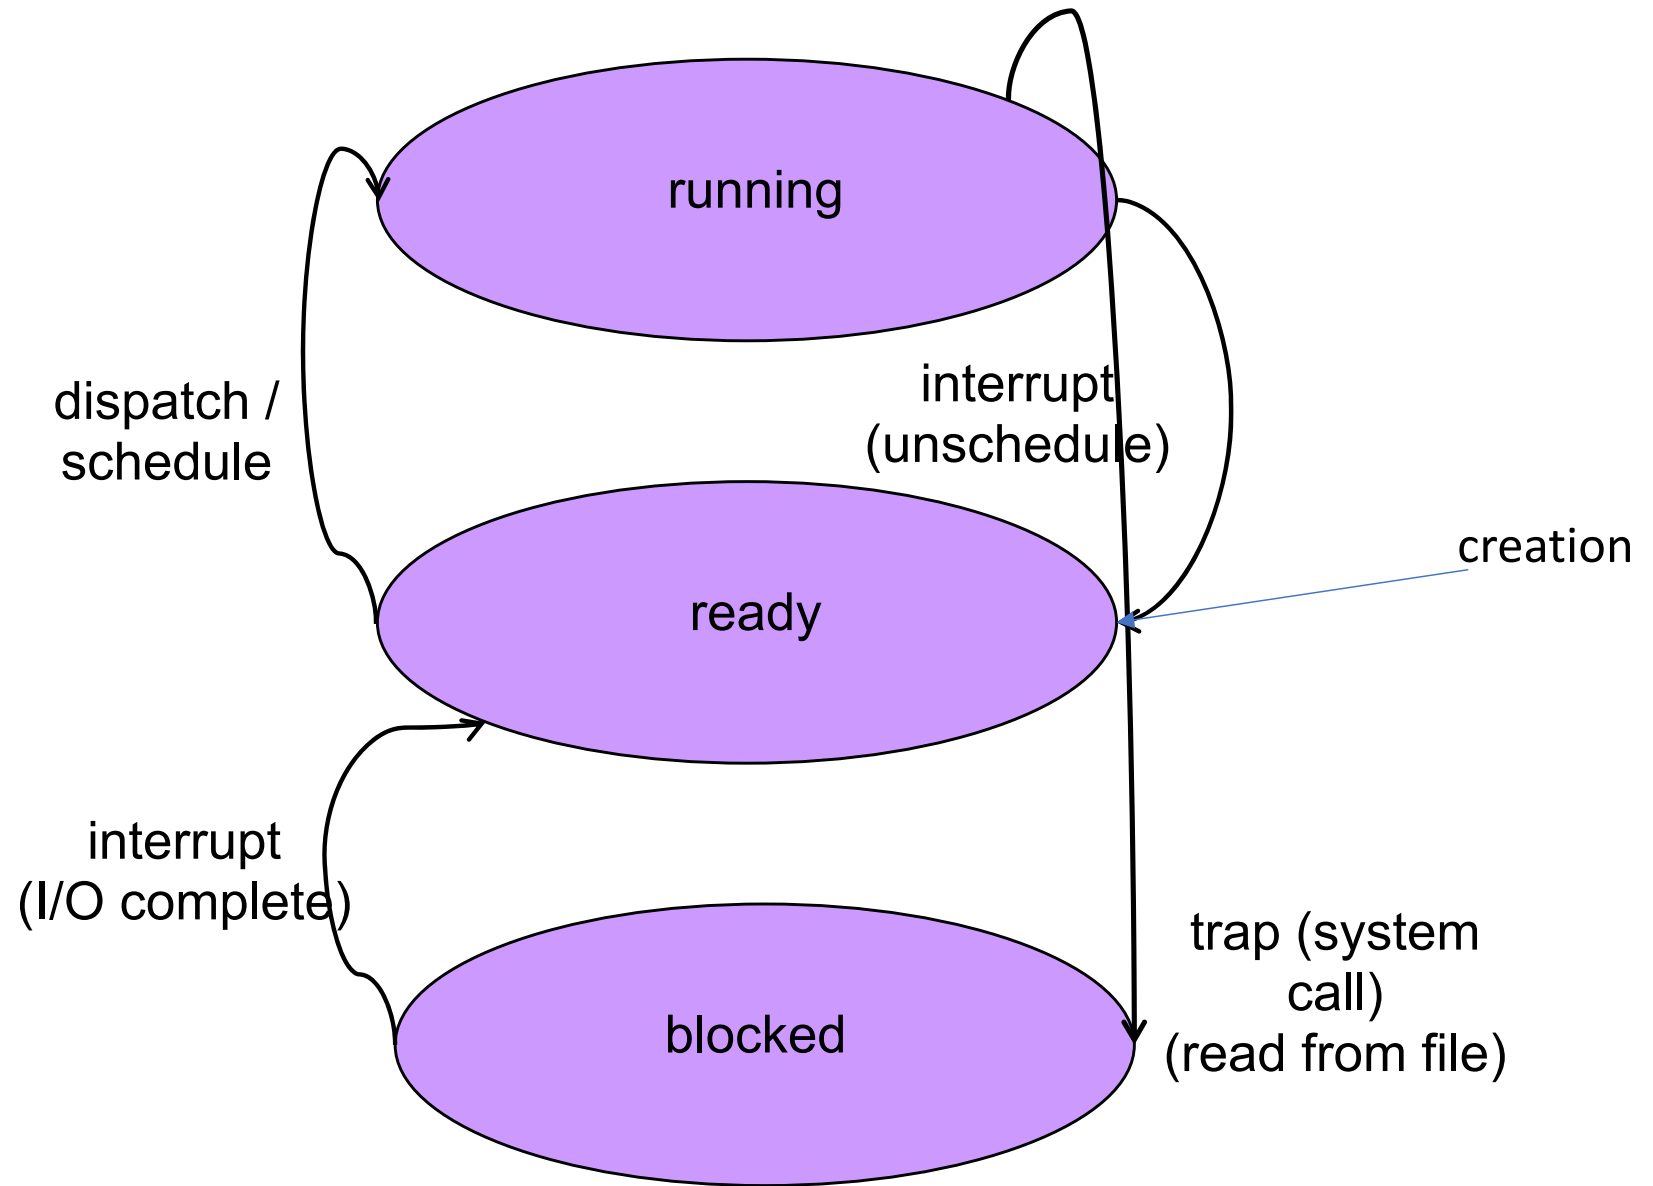 running
dispatch /
schedule
interrupt
(unschedule)
creation
ready
interrupt
(I/O complete)
trap (system
call)
(read from file)
blocked